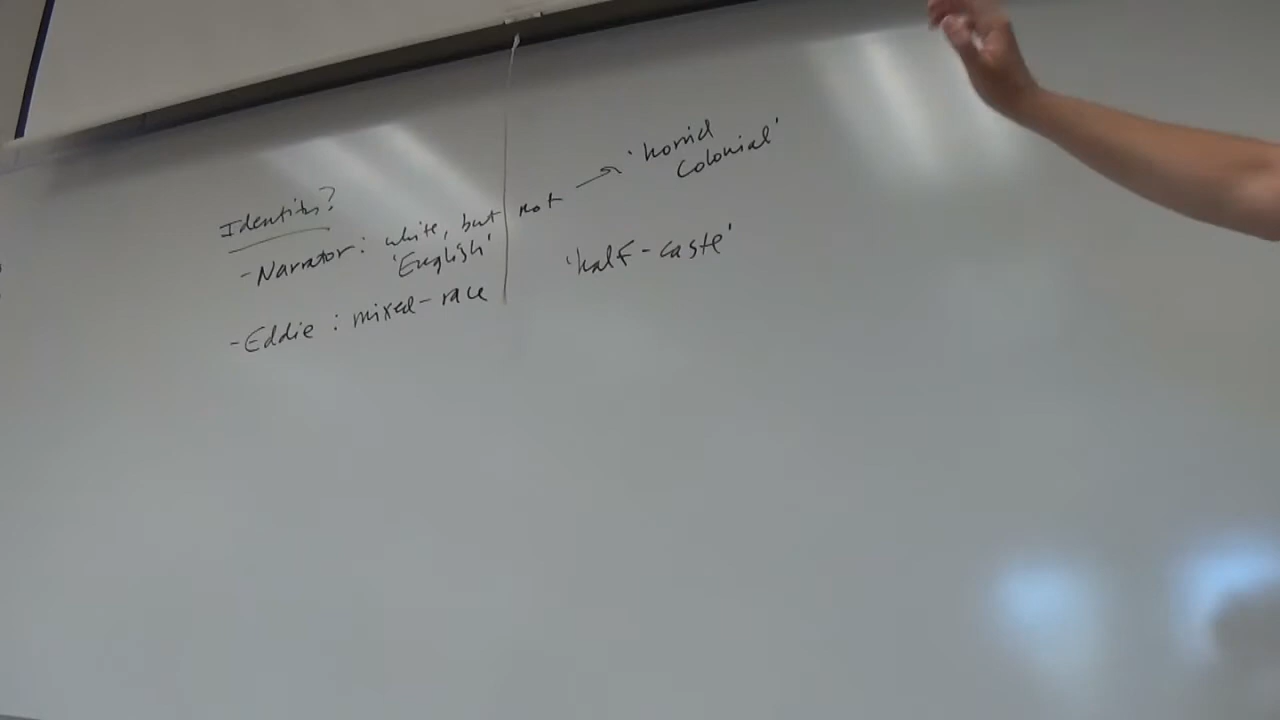 Identity?
- Narrator: white, but not → 'horrid
'English' Colonial'
- Eddie: mixed-race 'half-caste'